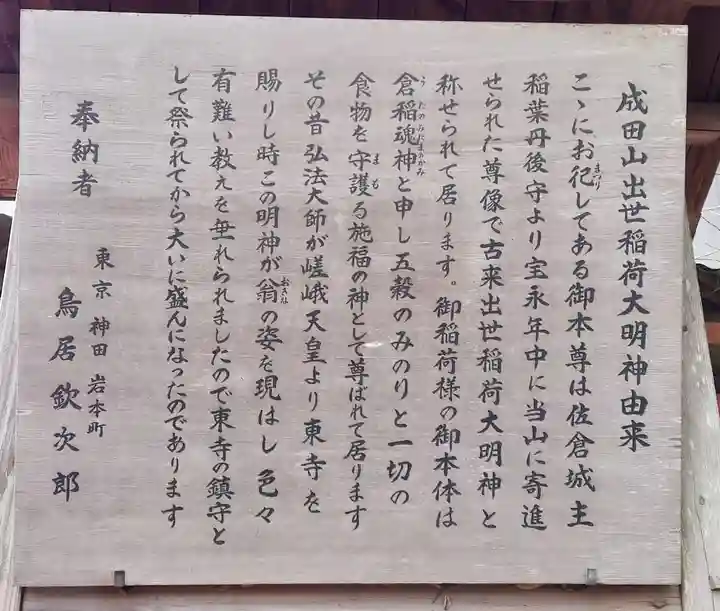 成田山出世稲荷大明神由来
こゝにお祀してある御本尊は佐倉城主
稲葉丹後守より宝永年中に当山に寄進
せられた尊像で古来出世稲荷大明神と
称せられて居ります。御稲荷様の御本体は
倉稲魂神と申し五穀のみのりと一切の
食物を守護る施福の神として尊ばれて居ります
その昔弘法大師が嵯峨天皇より東寺を
賜りし時この明神が翁の姿を現はし色々
有難い教えを垂れられましたので東寺の鎮守と
して祭られてから大いに盛んになったのであります
奉納者
東京 神田 岩本町
鳥居欽次郎